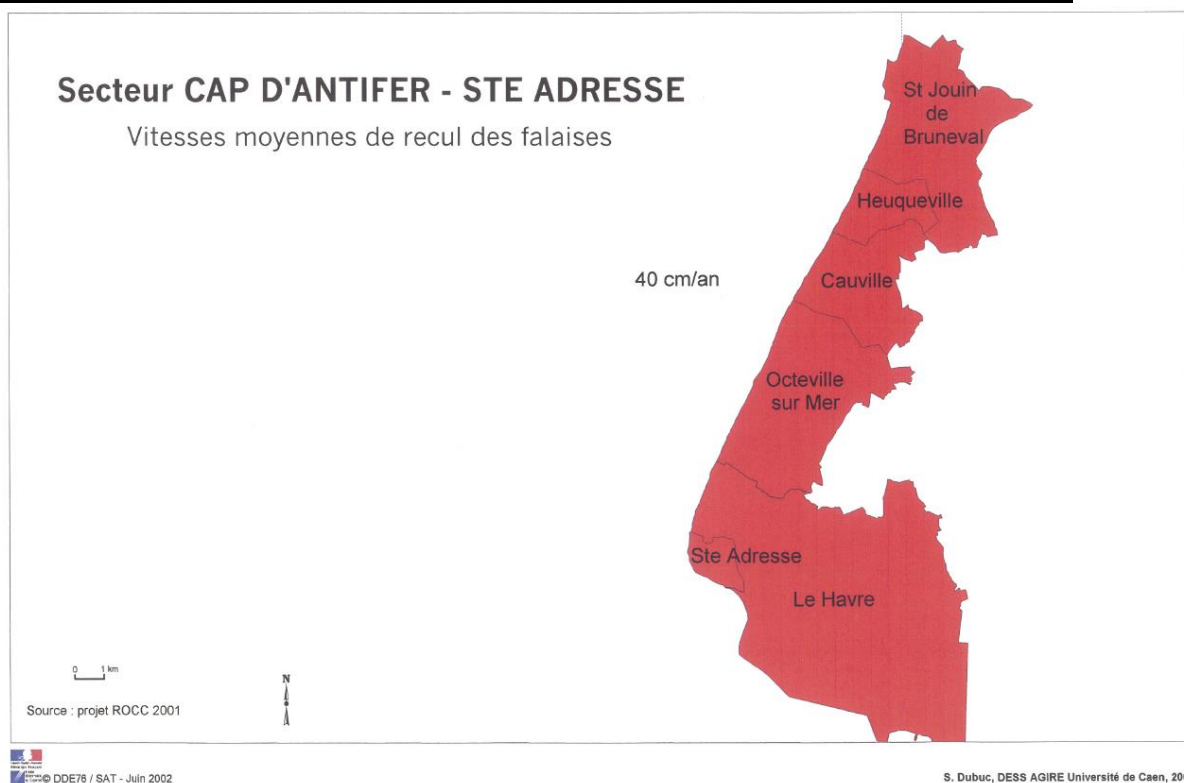 Secteur CAP D'ANTIFER - STE ADRESSE
Vitesses moyennes de recul des falaises
St Jouin
de
Bruneval
Heuqueville
40 cm/an
Cauville
Octeville
sur Mer
Ste Adresse
Le Havre
0 1 km
N
Source : projet ROCC 2001
© DDE76 / SAT - Juin 2002
S. Dubuc, DESS AGIRE Université de Caen, 20